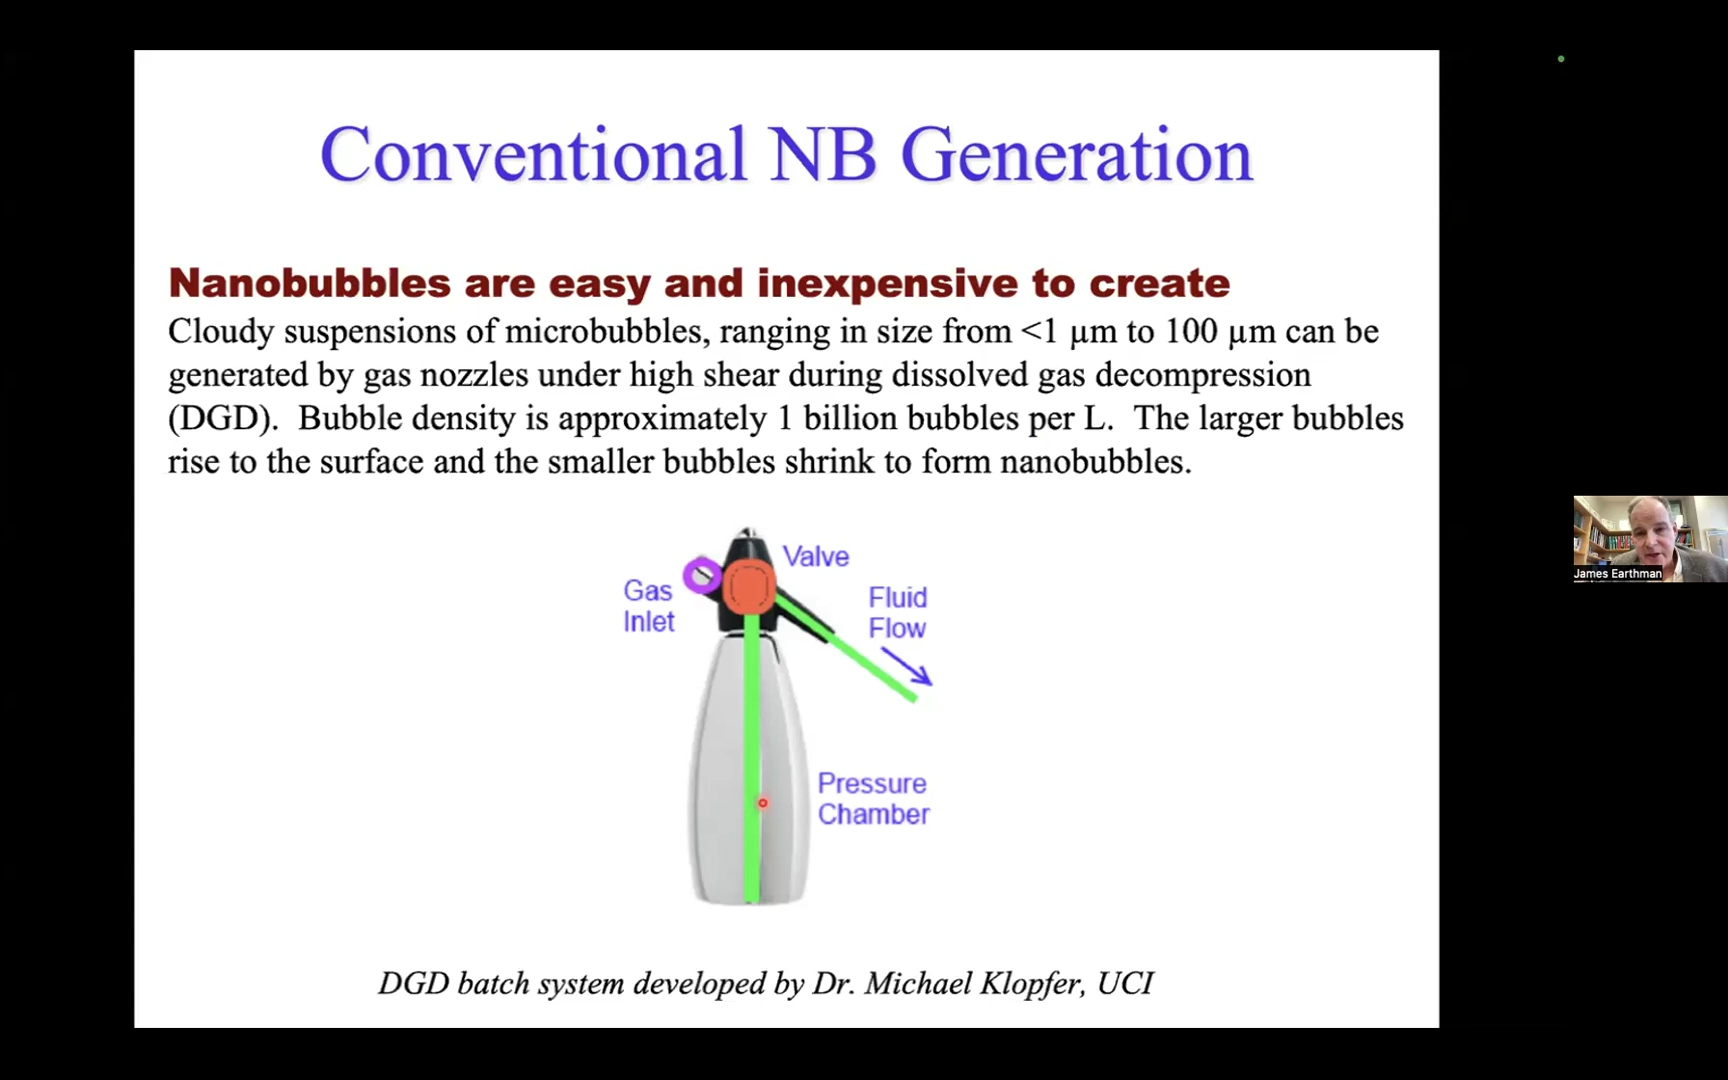 Conventional NB Generation
Nanobubbles are easy and inexpensive to create
Cloudy suspensions of microbubbles, ranging in size from <1 µm to 100 µm can be
generated by gas nozzles under high shear during dissolved gas decompression
(DGD).  Bubble density is approximately 1 billion bubbles per L.  The larger bubbles
rise to the surface and the smaller bubbles shrink to form nanobubbles.
Valve
Gas
Inlet
Fluid
Flow
Pressure
Chamber
DGD batch system developed by Dr. Michael Klopfer, UCI
James Earthman